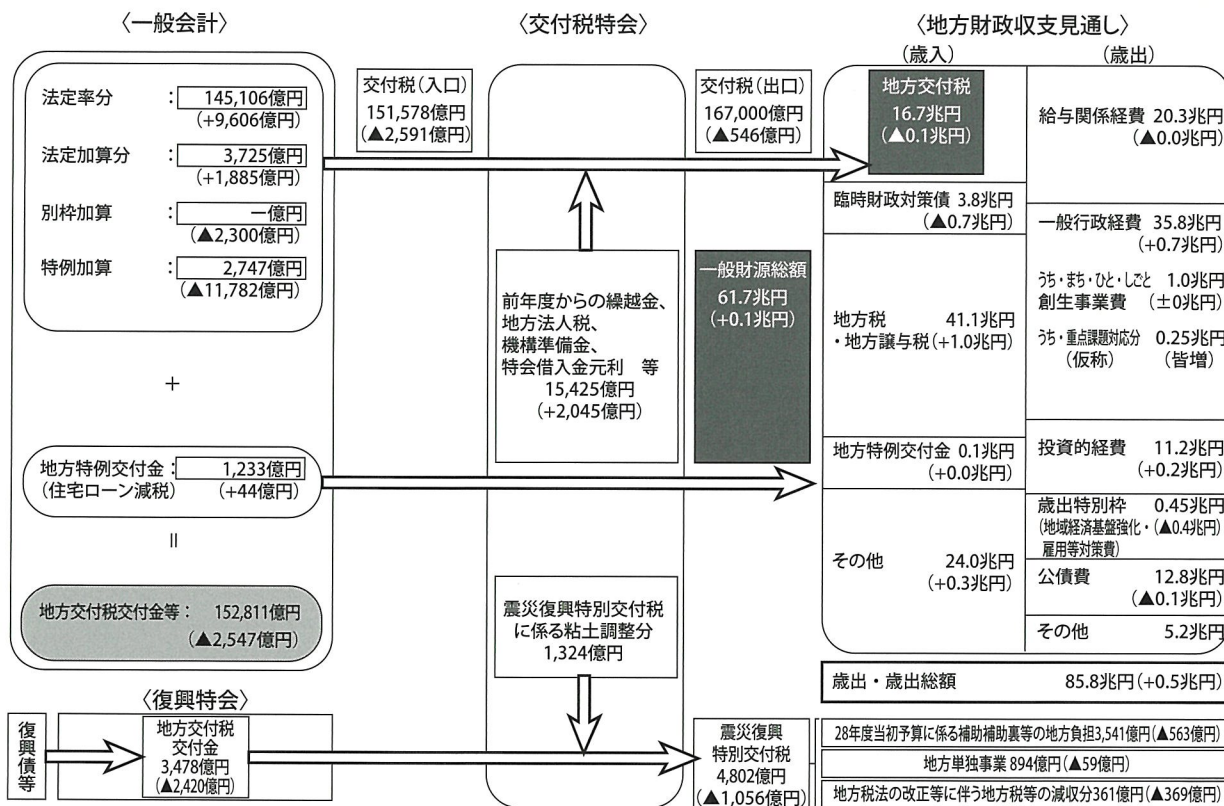 〈一般会計〉
法定率分 : 145,106億円
(+9,606億円)
法定加算分 : 3,725億円
(+1,885億円)
別枠加算 : ー億円
(▲2,300億円)
特例加算 : 2,747億円
(▲11,782億円)
+
地方特例交付金 : 1,233億円
(住宅ローン減税) (+44億円)
=
地方交付税交付金等 : 152,811億円
(▲2,547億円)
〈復興特会〉
復興債等
地方交付税
交付金
3,478億円
(▲2,420億円)
〈交付税特会〉
交付税(入口)
151,578億円
(▲2,591億円)
交付税(出口)
167,000億円
(▲546億円)
前年度からの繰越金、
地方法人税、
機構準備金、
特会借入金元利 等
15,425億円
(+2,045億円)
一般財源総額
61.7兆円
(+0.1兆円)
震災復興特別交付税
に係る粘土調整分
1,324億円
震災復興
特別交付税
4,802億円
(▲1,056億円)
〈地方財政収支見通し〉
(歳入)
地方交付税
16.7兆円
(▲0.1兆円)
臨時財政対策債 3.8兆円
(▲0.7兆円)
地方税 41.1兆円
・地方譲与税(+1.0兆円)
地方特例交付金 0.1兆円
(+0.0兆円)
その他 24.0兆円
(+0.3兆円)
(歳出)
給与関係経費 20.3兆円
(▲0.0兆円)
一般行政経費 35.8兆円
(+0.7兆円)
うち・まち・ひと・しごと 1.0兆円
創生事業費 (±0兆円)
うち・重点課題対応分 0.25兆円
(仮称) (皆増)
投資的経費 11.2兆円
(+0.2兆円)
歳出特別枠 0.45兆円
(地域経済基盤強化・ (▲0.4兆円)
雇用等対策費)
公債費 12.8兆円
(▲0.1兆円)
その他 5.2兆円
歳出・歳出総額 85.8兆円(+0.5兆円)
28年度当初予算に係る補助補助裏等の地方負担3,541億円(▲563億円)
地方単独事業 894億円(▲59億円)
地方税法の改正等に伴う地方税等の減収分361億円(▲369億円)